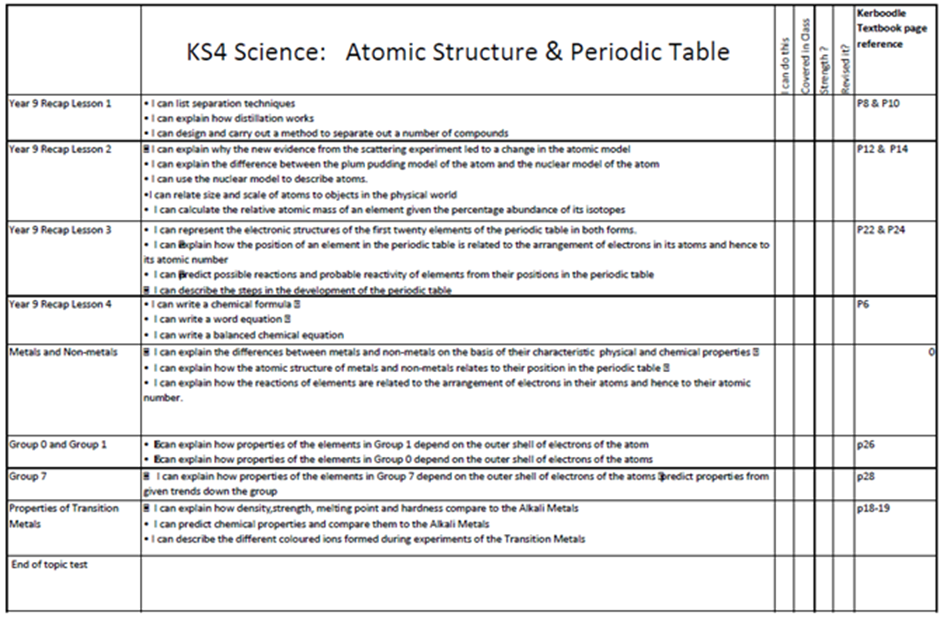 KS4 Science: Atomic Structure & Periodic Table
I can do this
Covered in Class
Strength ?
Revised it?
Kerboodle
Textbook page
reference
Year 9 Recap Lesson 1
• I can list separation techniques
• I can explain how distillation works
• I can design and carry out a method to separate out a number of compounds
P8 & P10
Year 9 Recap Lesson 2
I can explain why the new evidence from the scattering experiment led to a change in the atomic model
• I can explain the difference between the plum pudding model of the atom and the nuclear model of the atom
• I can use the nuclear model to describe atoms.
•I can relate size and scale of atoms to objects in the physical world
• I can calculate the relative atomic mass of an element given the percentage abundance of its isotopes
P12 & P14
Year 9 Recap Lesson 3
• I can represent the electronic structures of the first twenty elements of the periodic table in both forms.
• I can explain how the position of an element in the periodic table is related to the arrangement of electrons in its atoms and hence to
its atomic number
• I can predict possible reactions and probable reactivity of elements from their positions in the periodic table
I can describe the steps in the development of the periodic table
P22 & P24
Year 9 Recap Lesson 4
• I can write a chemical formula
• I can write a word equation
• I can write a balanced chemical equation
P6
Metals and Non-metals
I can explain the differences between metals and non-metals on the basis of their characteristic physical and chemical properties
• I can explain how the atomic structure of metals and non-metals relates to their position in the periodic table
• I can explain how the reactions of elements are related to the arrangement of electrons in their atoms and hence to their atomic
number.
0
Group 0 and Group 1
• can explain how properties of the elements in Group 1 depend on the outer shell of electrons of the atom
• can explain how properties of the elements in Group 0 depend on the outer shell of electrons of the atoms
p26
Group 7
I can explain how properties of the elements in Group 7 depend on the outer shell of electrons of the atoms predict properties from
given trends down the group
p28
Properties of Transition
Metals
I can explain how density,strength, melting point and hardness compare to the Alkali Metals
• I can predict chemical properties and compare them to the Alkali Metals
• I can describe the different coloured ions formed during experiments of the Transition Metals
p18-19
End of topic test